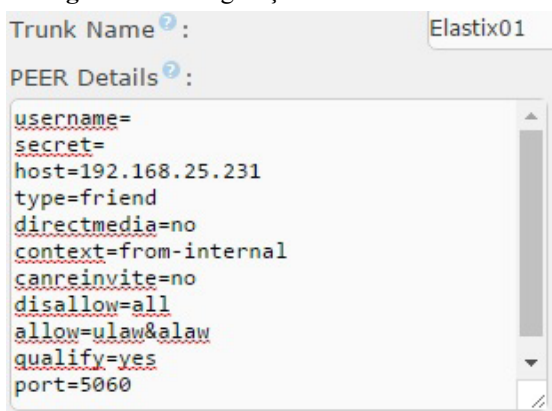 Trunk Name? :
Elastix01
PEER Details? :
username=
secret=
host=192.168.25.231
type=friend
directmedia=no
context=from-internal
canreinvite=no
disallow=all
allow=ulaw&alaw
qualify=yes
port=5060